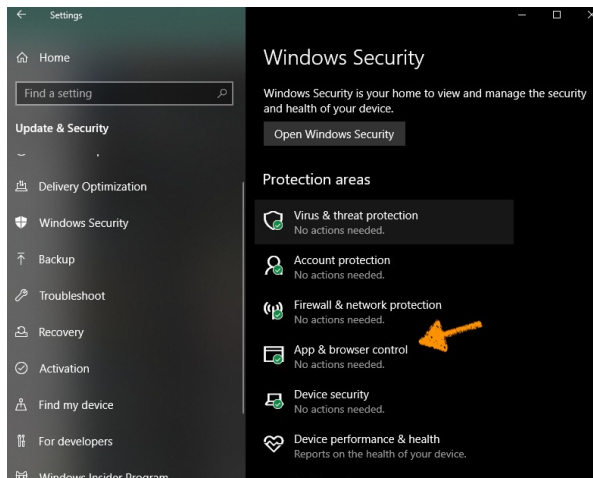 Settings
Home
Find a setting
Update & Security
Delivery Optimization
Windows Security
Backup
Troubleshoot
Recovery
Activation
Find my device
For developers
Windows Insider Program
Windows Security
Windows Security is your home to view and manage the security
and health of your device.
Open Windows Security
Protection areas
Virus & threat protection
No actions needed.
Account protection
No actions needed.
Firewall & network protection
No actions needed.
App & browser control
No actions needed.
Device security
No actions needed.
Device performance & health
Reports on the health of your device.